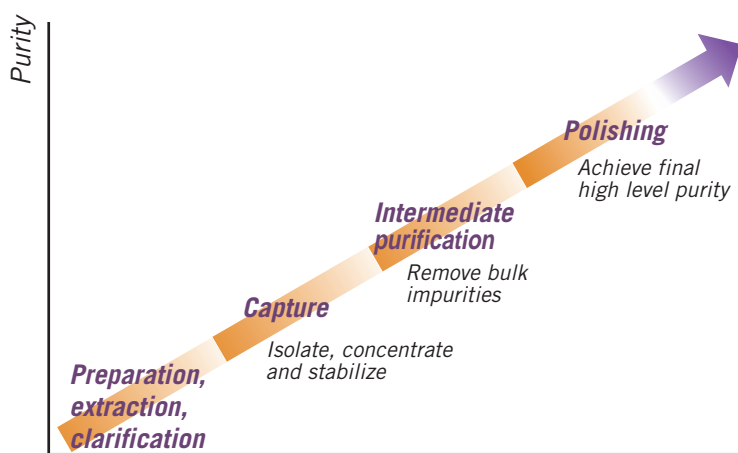 Purity
Polishing
Achieve final
high level purity
Intermediate
purification
Remove bulk
impurities
Capture
Isolate, concentrate
and stabilize
Preparation,
extraction,
clarification